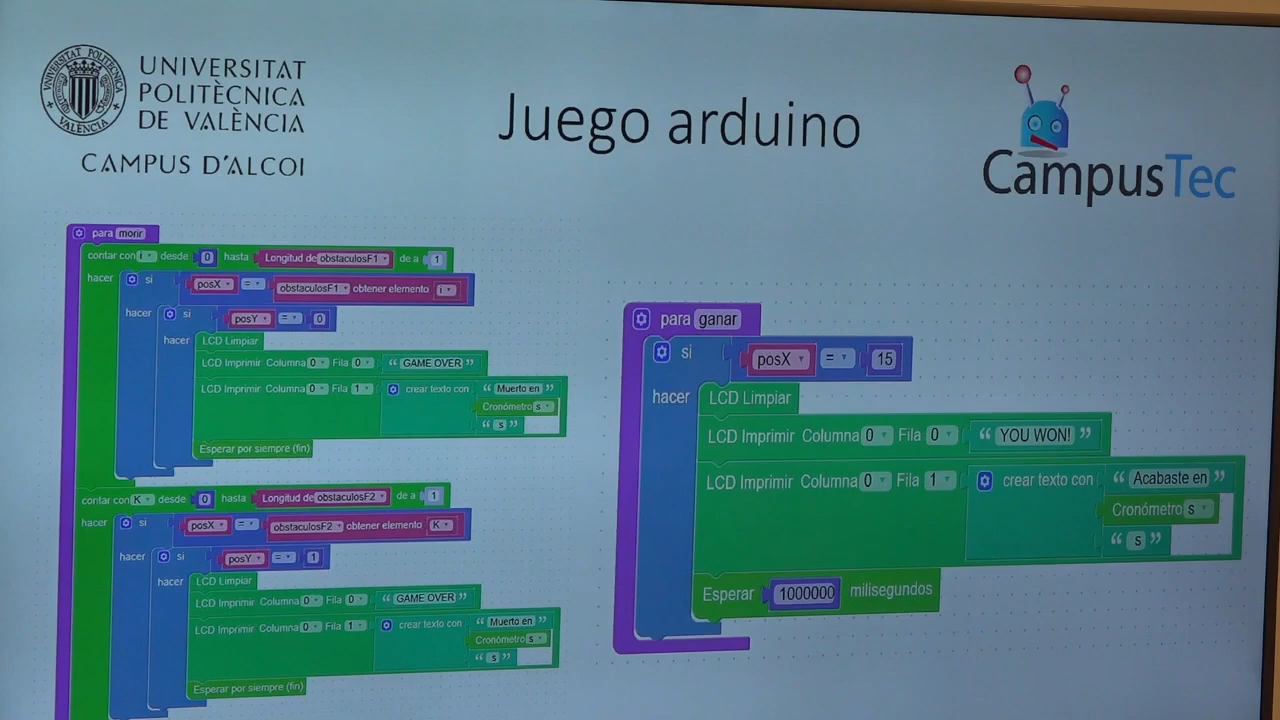 UNIVERSITAT
POLITÈCNICA
DE VALÈNCIA
CAMPUS D'ALCOI
Juego arduino
CampusTec
para morir
contar con i desde 0 hasta Longitud de obstaculosF1 de a 1
hacer si posX = obstaculosF1 obtener elemento i
hacer si posY = 0
hacer LCD Limpiar
LCD Imprimir Columna 0 Fila 0 “ GAME OVER ”
LCD Imprimir Columna 0 Fila 1 crear texto con “ Muerto en ”
Cronómetro s
“ s ”
Esperar por siempre (fin)
contar con K desde 0 hasta Longitud de obstaculosF2 de a 1
hacer si posX = obstaculosF2 obtener elemento K
hacer si posY = 1
hacer LCD Limpiar
LCD Imprimir Columna 0 Fila 0 “ GAME OVER ”
LCD Imprimir Columna 0 Fila 1 crear texto con “ Muerto en ”
Cronómetro s
“ s ”
Esperar por siempre (fin)
para ganar
si posX = 15
hacer LCD Limpiar
LCD Imprimir Columna 0 Fila 0 “ YOU WON! ”
LCD Imprimir Columna 0 Fila 1 crear texto con “ Acabaste en ”
Cronómetro s
“ s ”
Esperar 1000000 milisegundos